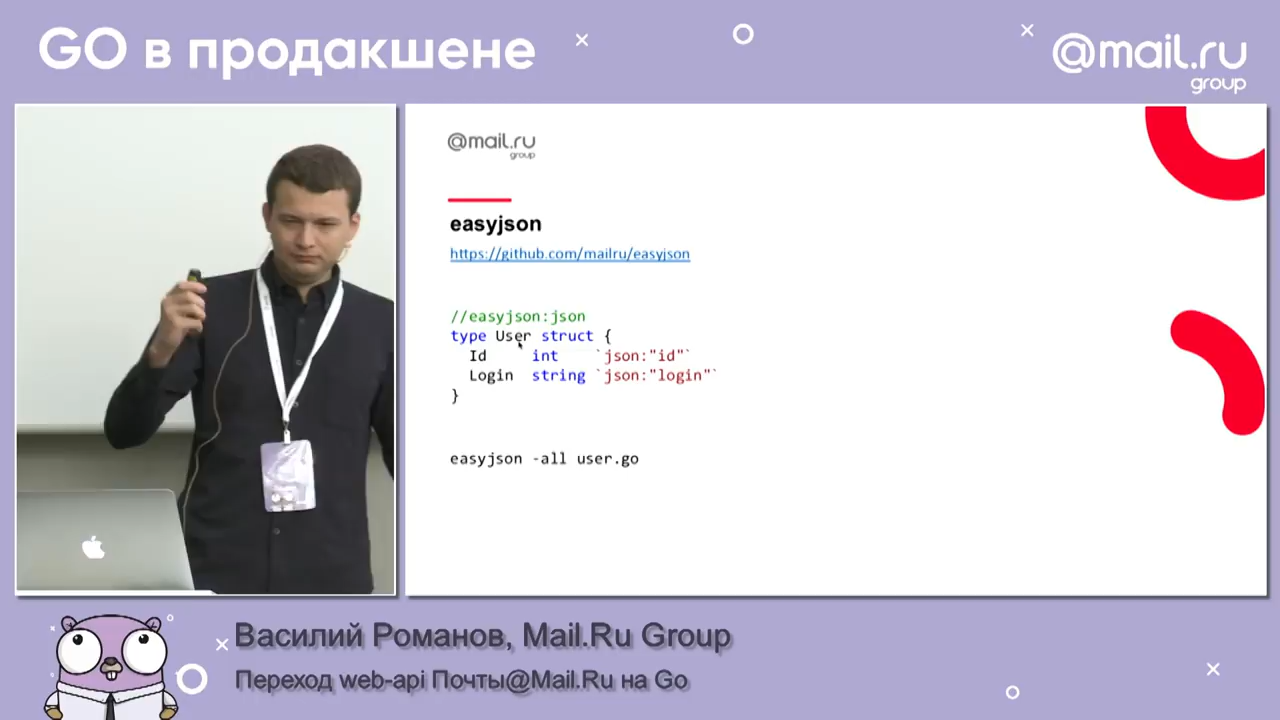 GO в продакшене
@mail.ru
group
@mail.ru
group
easyjson
https://github.com/mailru/easyjson
//easyjson:json
type User struct {
Id int `json:"id"`
Login string `json:"login"`
}
easyjson -all user.go
Василий Романов, Mail.Ru Group
Переход web-api Почты@Mail.Ru на Go